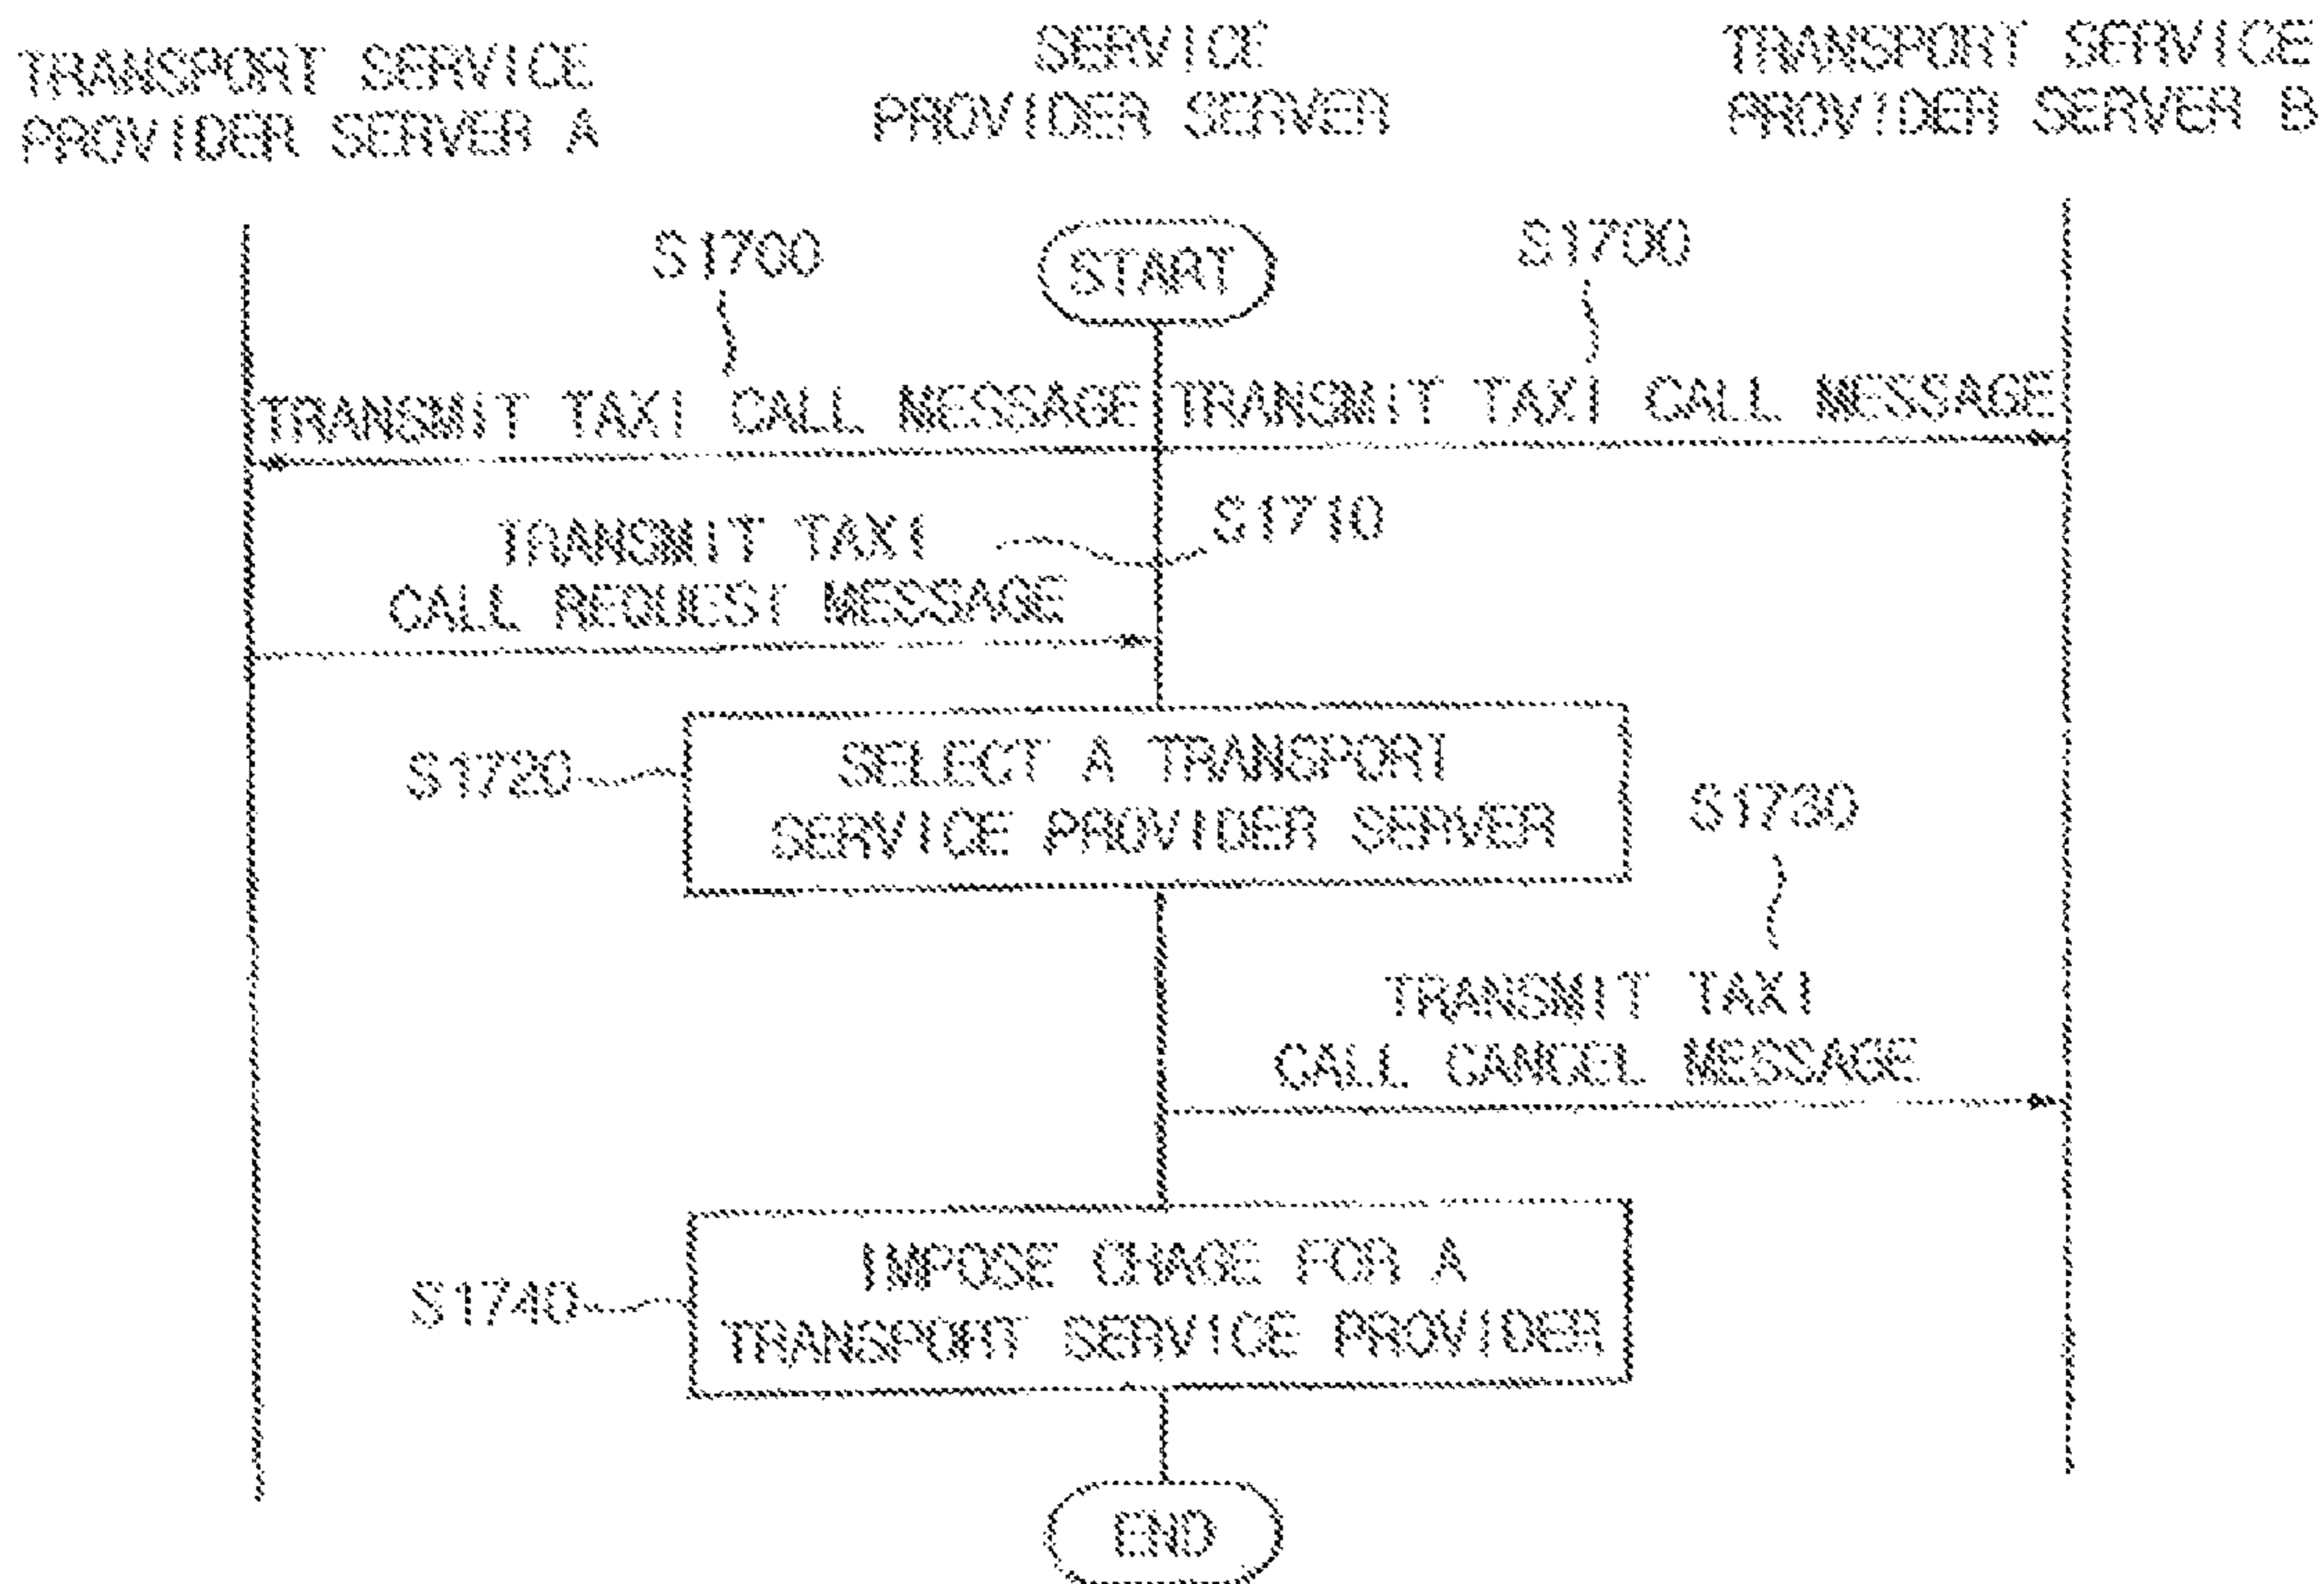 TRANSPORT SERVICE
PROVIDER SERVER A
SERVICE
PROVIDER SERVER
TRANSPORT SERVICE
PROVIDER SERVER B
S1700
START
S1700
TRANSMIT TAXI CALL MESSAGE
TRANSMIT TAXI CALL MESSAGE
TRANSMIT TAXI
CALL REQUEST MESSAGE
S1710
S1720
SELECT A TRANSPORT
SERVICE PROVIDER SERVER
S1730
TRANSMIT TAXI
CALL CANCEL MESSAGE
S1740
IMPOSE CHAGE FOR A
TRANSPORT SERVICE PROVIDER
END